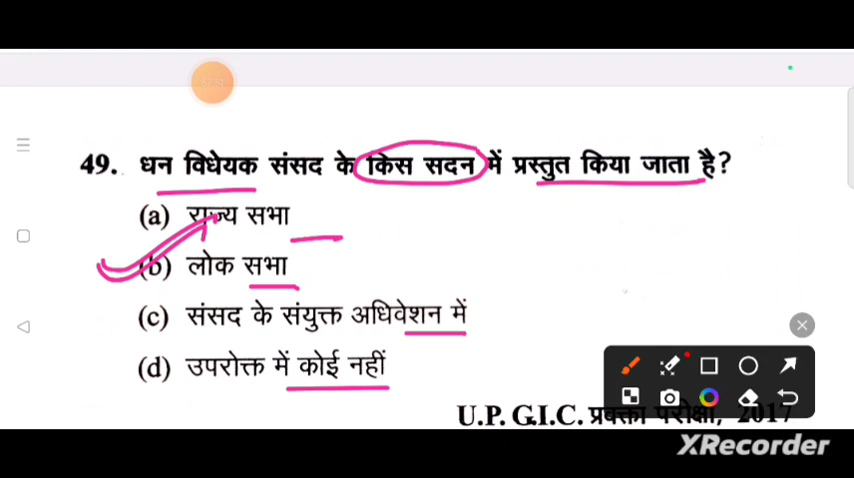 49. धन विधेयक संसद के किस सदन में प्रस्तुत किया जाता है?
(a) राज्य सभा
(b) लोक सभा
(c) संसद के संयुक्त अधिवेशन में
(d) उपरोक्त में कोई नहीं
U.P. G.I.C. प्रवक्ता परीक्षा, 2017
XRecorder